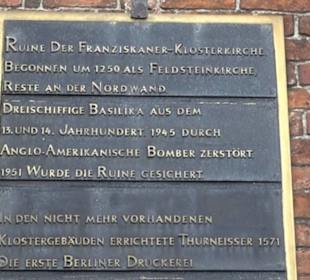 Ruine Der Franziskaner-Klosterkirche
Begonnen um 1250 als Feldsteinkirche,
Reste an der Nordwand.
Dreischiffige Basilika aus dem
13. und 14. Jahrhundert. 1945 durch
Anglo-Amerikanische Bomber zerstört.
1951 Wurde die Ruine gesichert.
In den nicht mehr vorhandenen
Klostergebäuden errichtete Thurneisser 1571
Die erste Berliner Druckerei